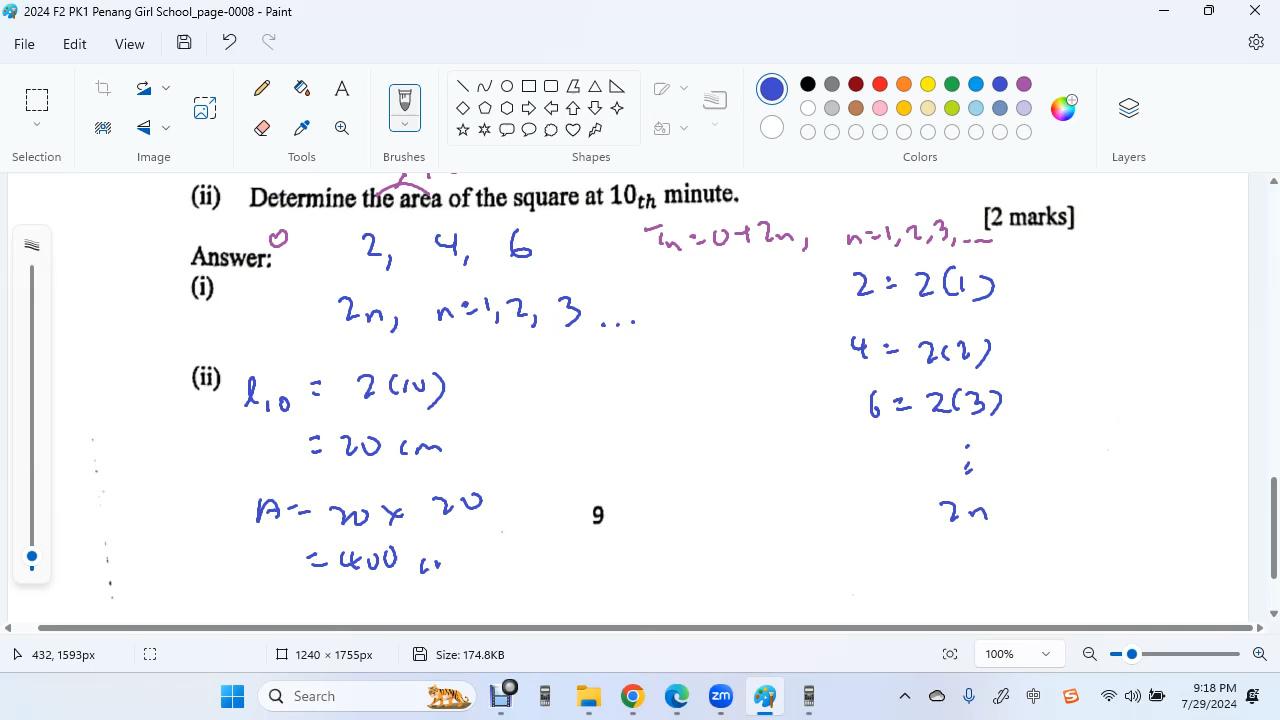 2024 F2 PK1 Penang Girl School_page-0008 - Paint
File Edit View
Selection Image Tools Brushes Shapes Colors Layers
(ii) Determine the area of the square at 10th minute.
[2 marks]
Answer:
0 2, 4, 6
Tn = 0 + 2n, n=1, 2, 3, ...
(i)
2n, n=1, 2, 3 ...
2 = 2(1)
4 = 2(2)
6 = 2(3)
:
2n
(ii) l10 = 2(10)
= 20 cm
A = 20 × 20
= 400 c
9
432, 1593px
1240 × 1755px
Size: 174.8KB
100%
Search
zm
中
9:18 PM
7/29/2024